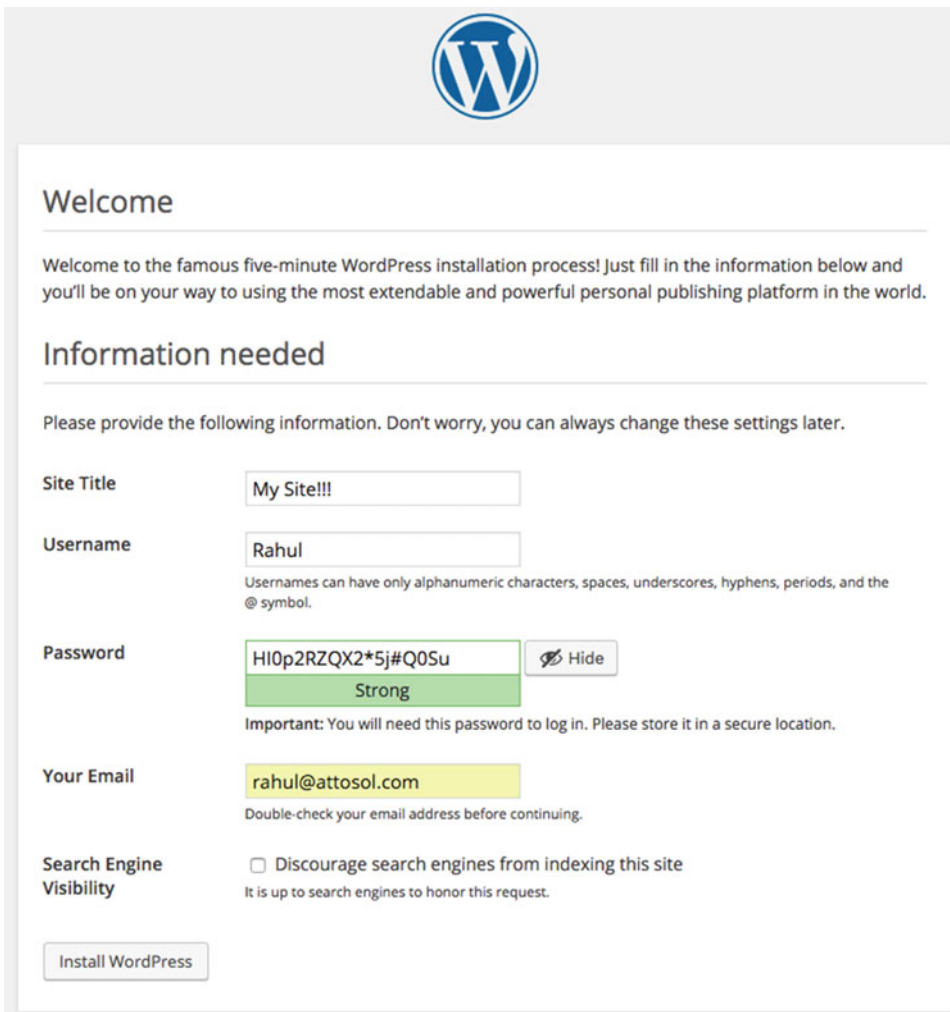 Welcome
Welcome to the famous five-minute WordPress installation process! Just fill in the information below and
you'll be on your way to using the most extendable and powerful personal publishing platform in the world.
Information needed
Please provide the following information. Don't worry, you can always change these settings later.
Site Title
My Site!!!
Username
Rahul
Usernames can have only alphanumeric characters, spaces, underscores, hyphens, periods, and the
@ symbol.
Password
HI0p2RZQX2*5j#Q0Su
Hide
Strong
Important: You will need this password to log in. Please store it in a secure location.
Your Email
rahul@attosol.com
Double-check your email address before continuing.
Search Engine
Visibility
Discourage search engines from indexing this site
It is up to search engines to honor this request.
Install WordPress